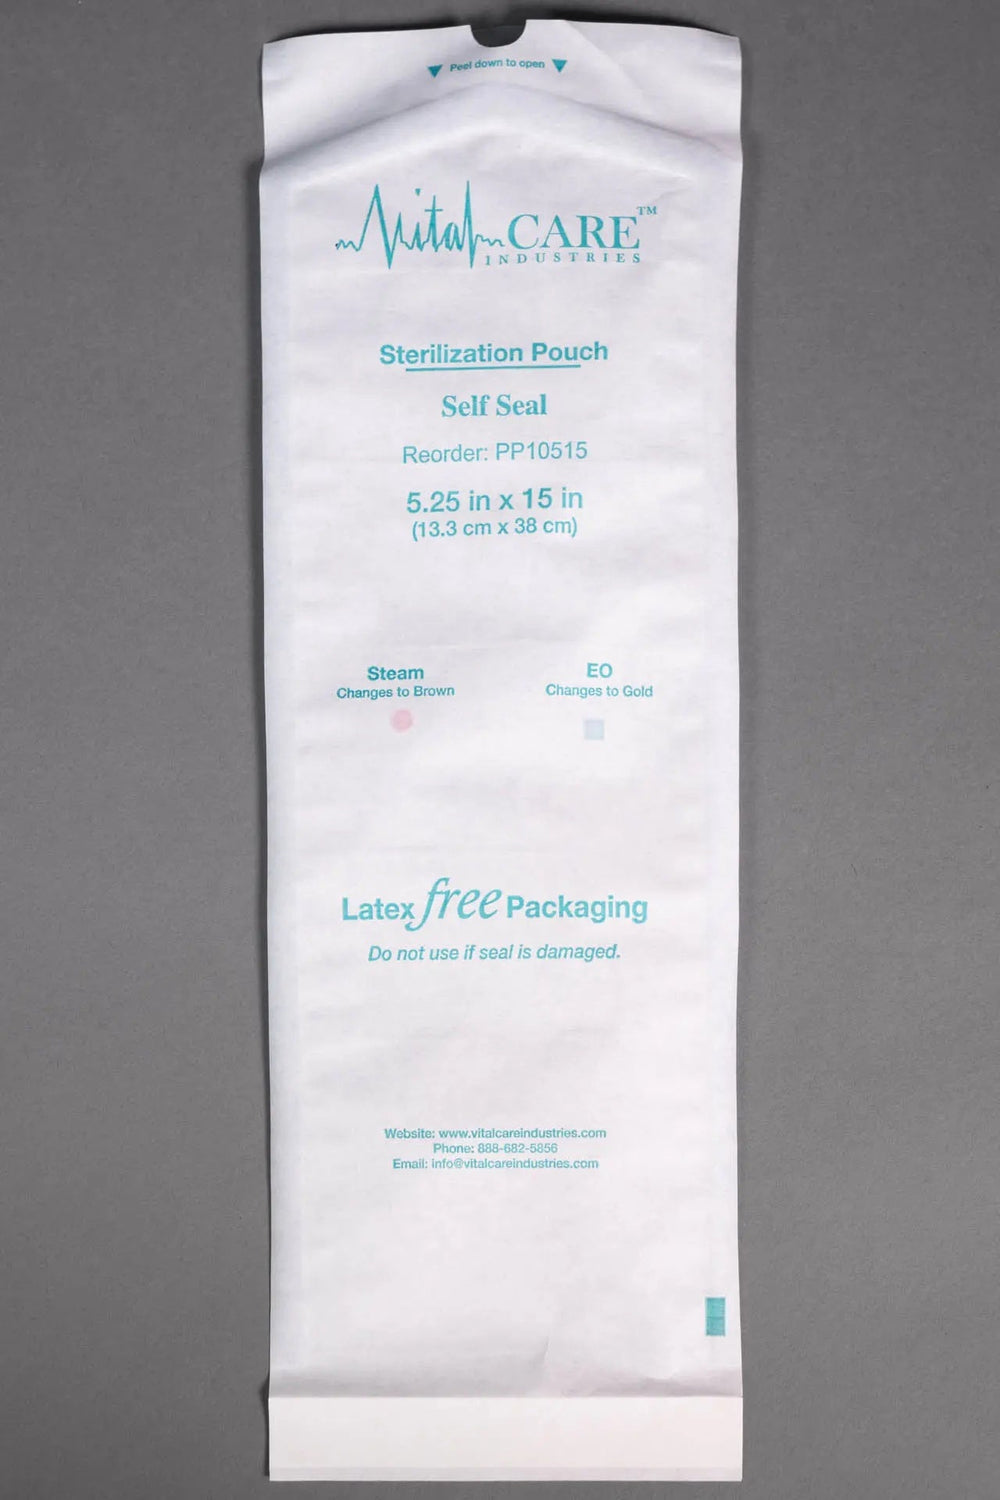 Peel down to open
Vital CARE™
INDUSTRIES
Sterilization Pouch
Self Seal
Reorder: PP10515
5.25 in x 15 in
(13.3 cm x 38 cm)
Steam
Changes to Brown
EO
Changes to Gold
Latex free Packaging
Do not use if seal is damaged.
Website: www.vitalcareindustries.com
Phone: 888-682-5856
Email: info@vitalcareindustries.com